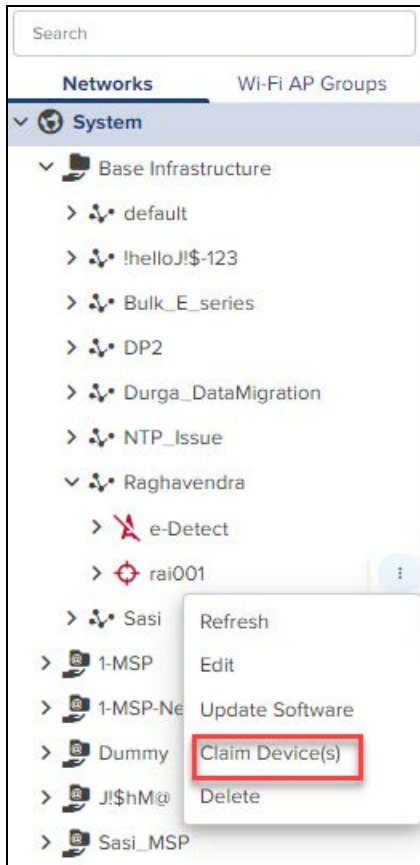 Search
Networks Wi-Fi AP Groups
System
Base Infrastructure
default
!helloJ!$-123
Bulk_E_series
DP2
Durga_DataMigration
NTP_Issue
Raghavendra
e-Detect
rai001
Sasi
Refresh
1-MSP
Edit
1-MSP-Ne
Update Software
Dummy
Claim Device(s)
J!$hM@
Delete
Sasi_MSP